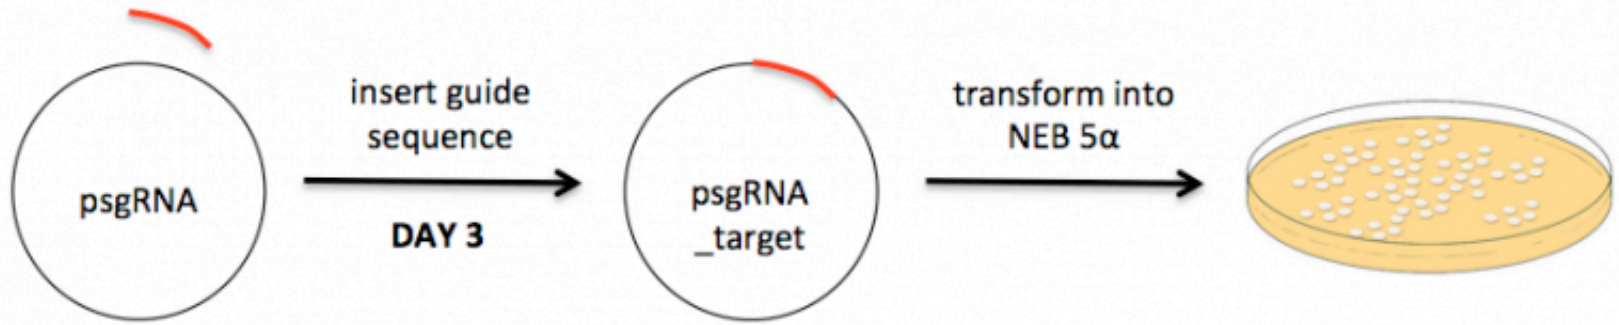 psgRNA
insert guide
sequence
DAY 3
psgRNA
_target
transform into
NEB 5α